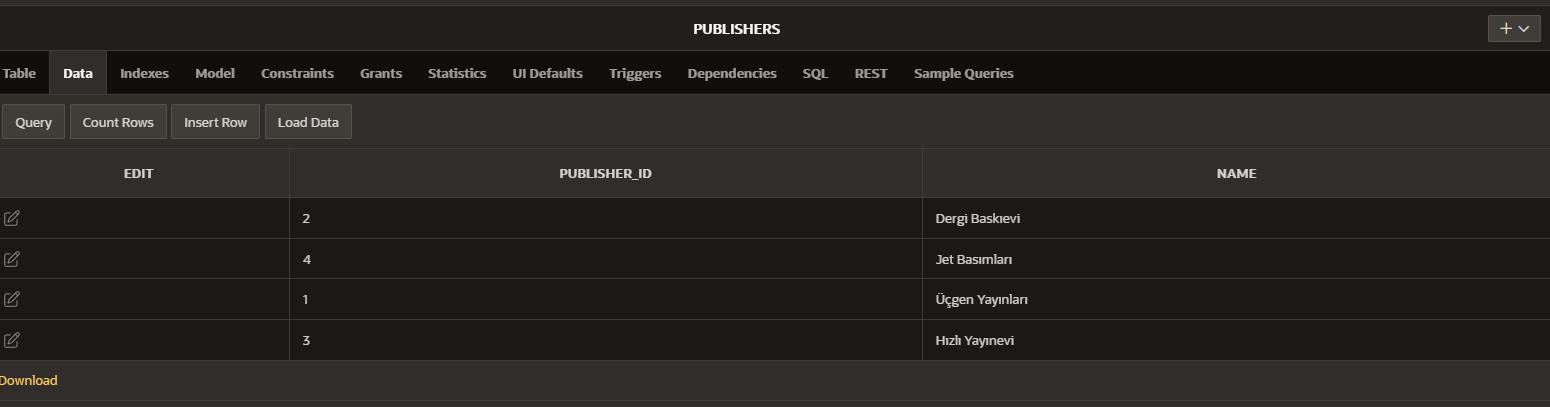 PUBLISHERS
Table Data Indexes Model Constraints Grants Statistics UI Defaults Triggers Dependencies SQL REST Sample Queries
Query Count Rows Insert Row Load Data
EDIT PUBLISHER_ID NAME
2 Dergi Baskıevi
4 Jet Basımları
1 Üçgen Yayınları
3 Hızlı Yayınevi
Download